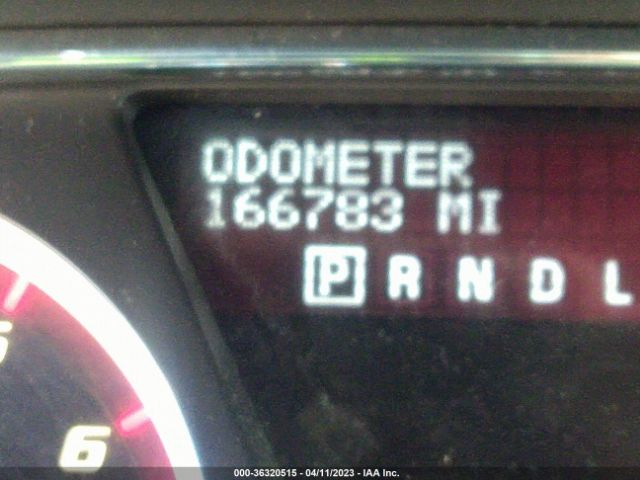 ODOMETER
166783 MI
P R N D L
6
000-36320515 - 04/11/2023 - IAA Inc.